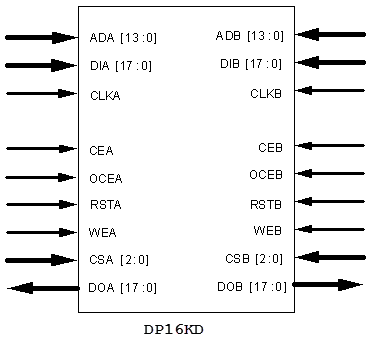 ADA [13:0] ADB [13:0]
DIA [17:0] DIB [17:0]
CLKA CLKB
CEA CEB
OCEA OCEB
RSTA RSTB
WEA WEB
CSA [2:0] CSB [2:0]
DOA [17:0] DOB [17:0]
DP16KD